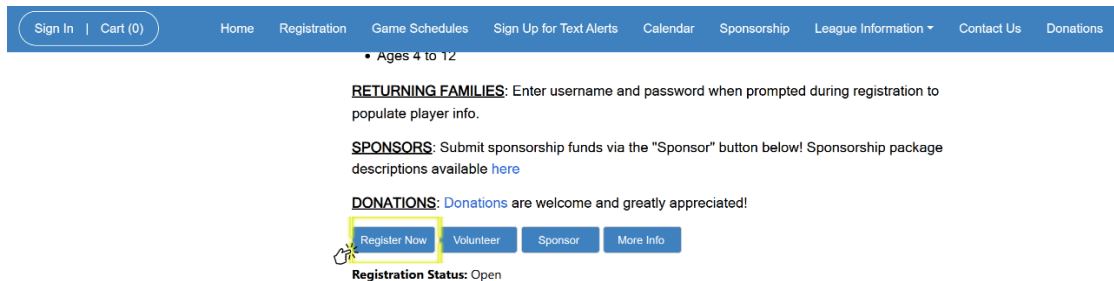 Sign In | Cart (0) Home Registration Game Schedules Sign Up for Text Alerts Calendar Sponsorship League Information Contact Us Donations
• Ages 4 to 12
RETURNING FAMILIES: Enter username and password when prompted during registration to
populate player info.
SPONSORS: Submit sponsorship funds via the "Sponsor" button below! Sponsorship package
descriptions available here
DONATIONS: Donations are welcome and greatly appreciated!
Register Now Volunteer Sponsor More Info
Registration Status: Open